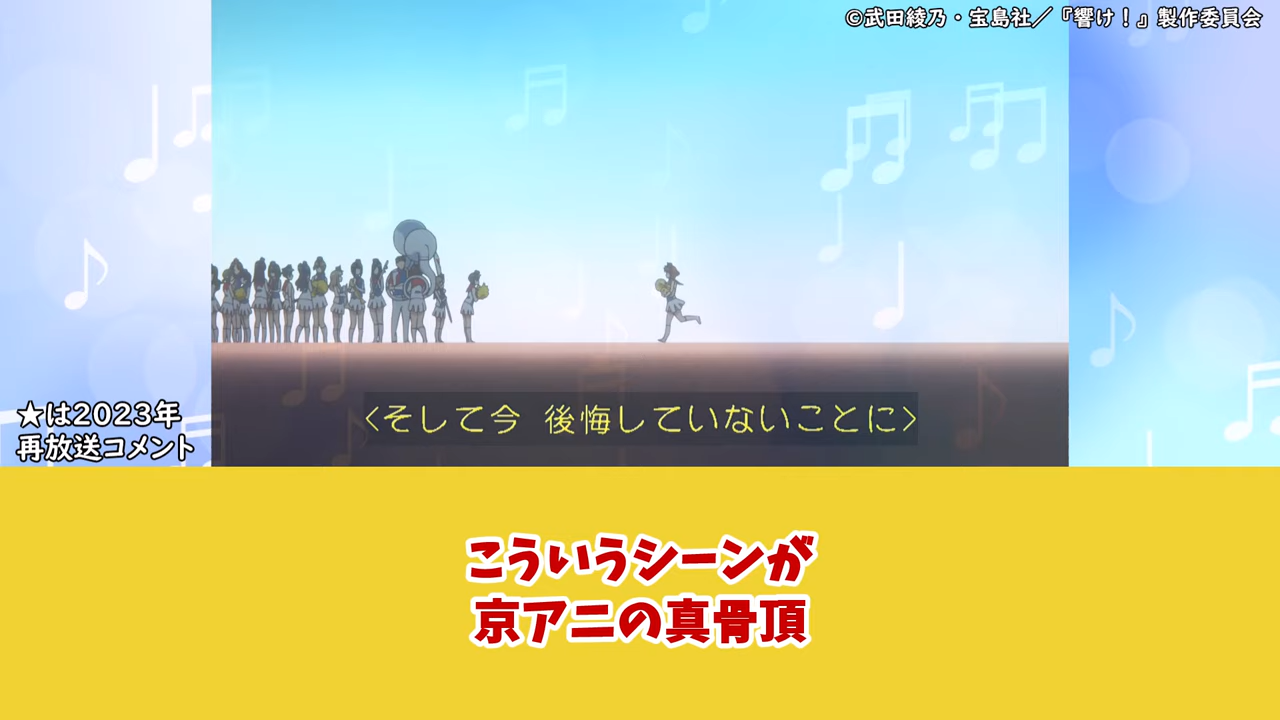 ©武田綾乃・宝島社／『響け！』製作委員会
★は2023年
再放送コメント
<そして今 後悔していないことに>
こういうシーンが
京アニの真骨頂